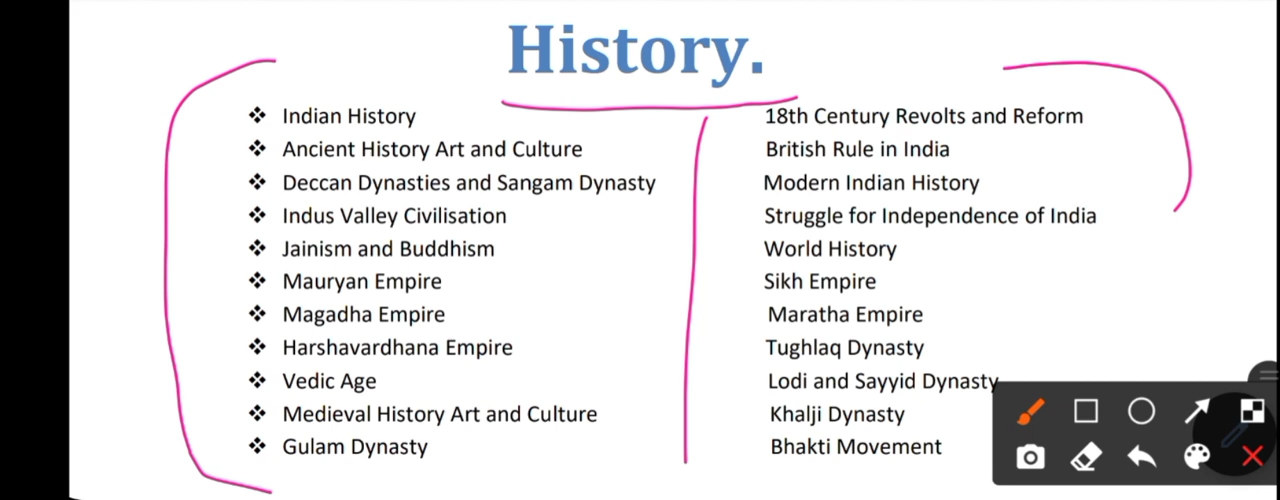 History.
❖ Indian History
❖ Ancient History Art and Culture
❖ Deccan Dynasties and Sangam Dynasty
❖ Indus Valley Civilisation
❖ Jainism and Buddhism
❖ Mauryan Empire
❖ Magadha Empire
❖ Harshavardhana Empire
❖ Vedic Age
❖ Medieval History Art and Culture
❖ Gulam Dynasty
18th Century Revolts and Reform
British Rule in India
Modern Indian History
Struggle for Independence of India
World History
Sikh Empire
Maratha Empire
Tughlaq Dynasty
Lodi and Sayyid Dynasty
Khalji Dynasty
Bhakti Movement